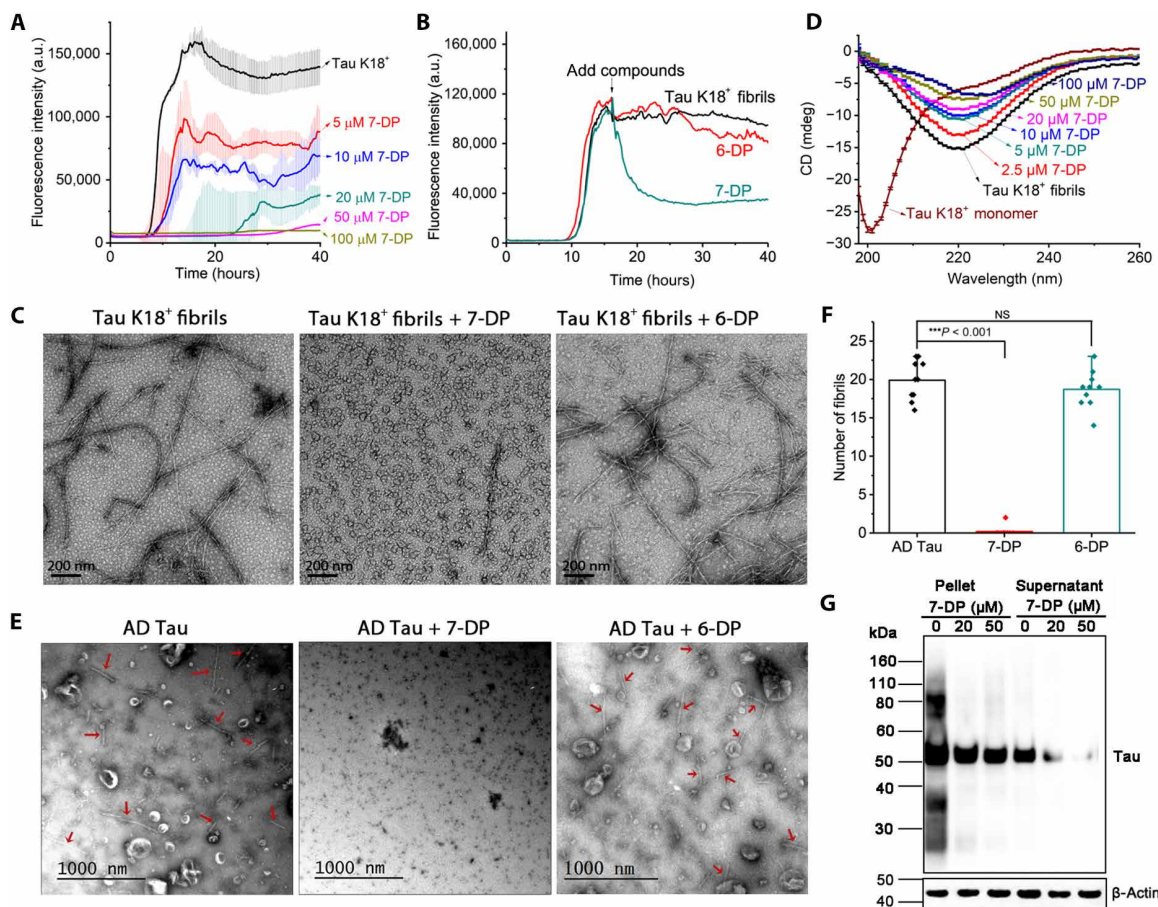 A
Fluorescence intensity (a.u.)
150,000
100,000
50,000
0
0 10 20 30 40
Time (hours)
Tau K18⁺
5 μM 7-DP
10 μM 7-DP
20 μM 7-DP
50 μM 7-DP
100 μM 7-DP
B
Fluorescence intensity (a.u.)
160,000
120,000
80,000
40,000
0
0 10 20 30 40
Time (hours)
Add compounds
Tau K18⁺ fibrils
6-DP
7-DP
D
CD (mdeg)
0
−5
−10
−15
−20
−25
−30
200 210 220 230 240 250 260
Wavelength (nm)
100 μM 7-DP
50 μM 7-DP
20 μM 7-DP
10 μM 7-DP
5 μM 7-DP
2.5 μM 7-DP
Tau K18⁺ fibrils
Tau K18⁺ monomer
C
Tau K18⁺ fibrils
Tau K18⁺ fibrils + 7-DP
Tau K18⁺ fibrils + 6-DP
200 nm
200 nm
200 nm
F
Number of fibrils
25
20
15
10
5
0
NS
***P < 0.001
AD Tau 7-DP 6-DP
E
AD Tau
AD Tau + 7-DP
AD Tau + 6-DP
1000 nm
1000 nm
1000 nm
G
Pellet Supernatant
7-DP (μM) 7-DP (μM)
kDa 0 20 50 0 20 50
160
110
80
60
50
40
30
Tau
50
40
β-Actin